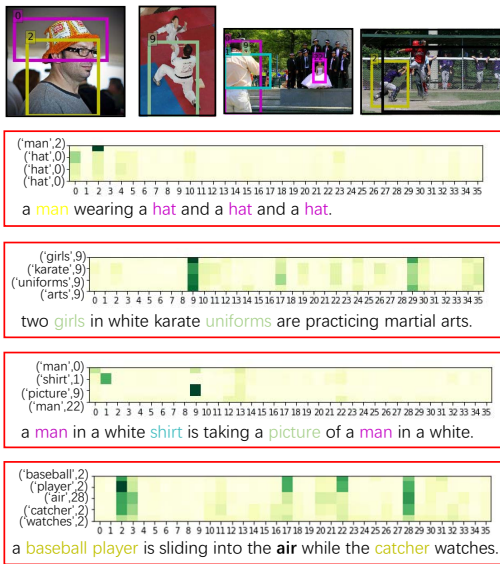 0
2
9
2
('man',2)
('hat',0)
('hat',0)
('hat',0)
0 1 2 3 4 5 6 7 8 9 10 11 12 13 14 15 16 17 18 19 20 21 22 23 24 25 26 27 28 29 30 31 32 33 34 35
a man wearing a hat and a hat and a hat.
('girls',9)
('karate',9)
('uniforms',9)
('arts',9)
0 1 2 3 4 5 6 7 8 9 10 11 12 13 14 15 16 17 18 19 20 21 22 23 24 25 26 27 28 29 30 31 32 33 34 35
two girls in white karate uniforms are practicing martial arts.
('man',0)
('shirt',1)
('picture',9)
('man',22)
0 1 2 3 4 5 6 7 8 9 10 11 12 13 14 15 16 17 18 19 20 21 22 23 24 25 26 27 28 29 30 31 32 33 34 35
a man in a white shirt is taking a picture of a man in a white.
('baseball',2)
('player',2)
('air',28)
('catcher',2)
('watches',2)
0 1 2 3 4 5 6 7 8 9 10 11 12 13 14 15 16 17 18 19 20 21 22 23 24 25 26 27 28 29 30 31 32 33 34 35
a baseball player is sliding into the air while the catcher watches.